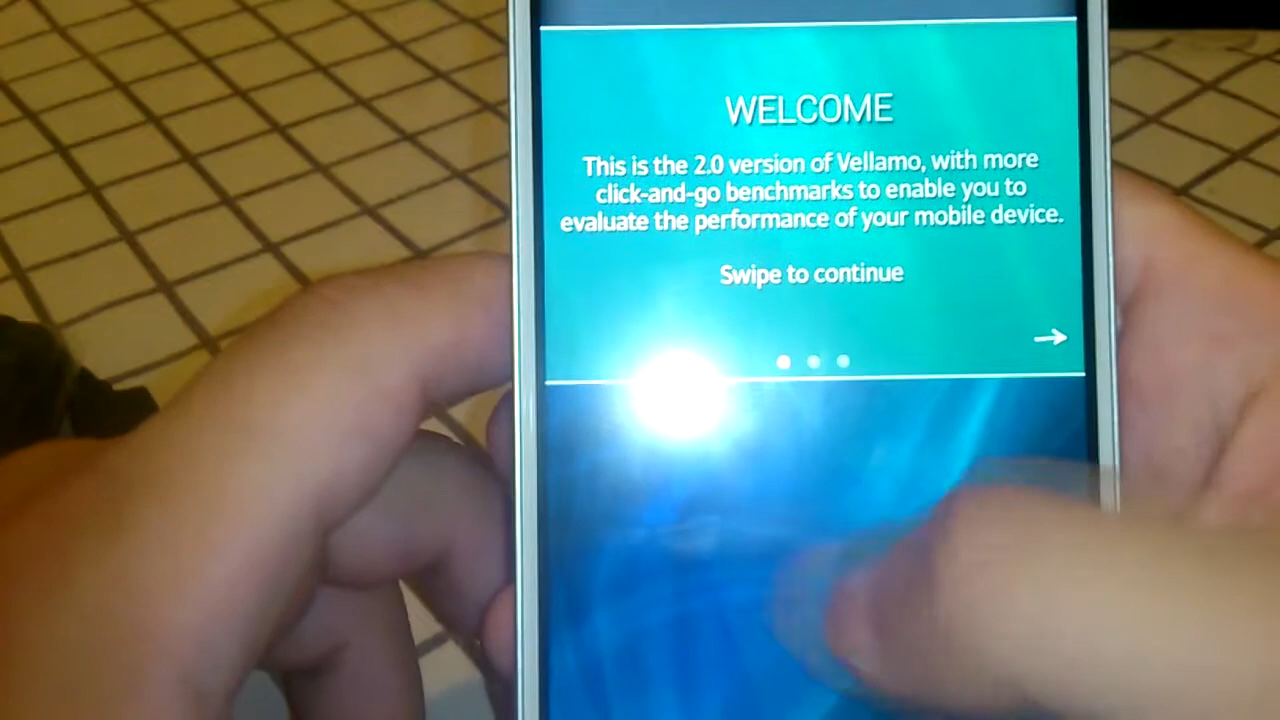 WELCOME
This is the 2.0 version of Vellamo, with more
click-and-go benchmarks to enable you to
evaluate the performance of your mobile device.
Swipe to continue